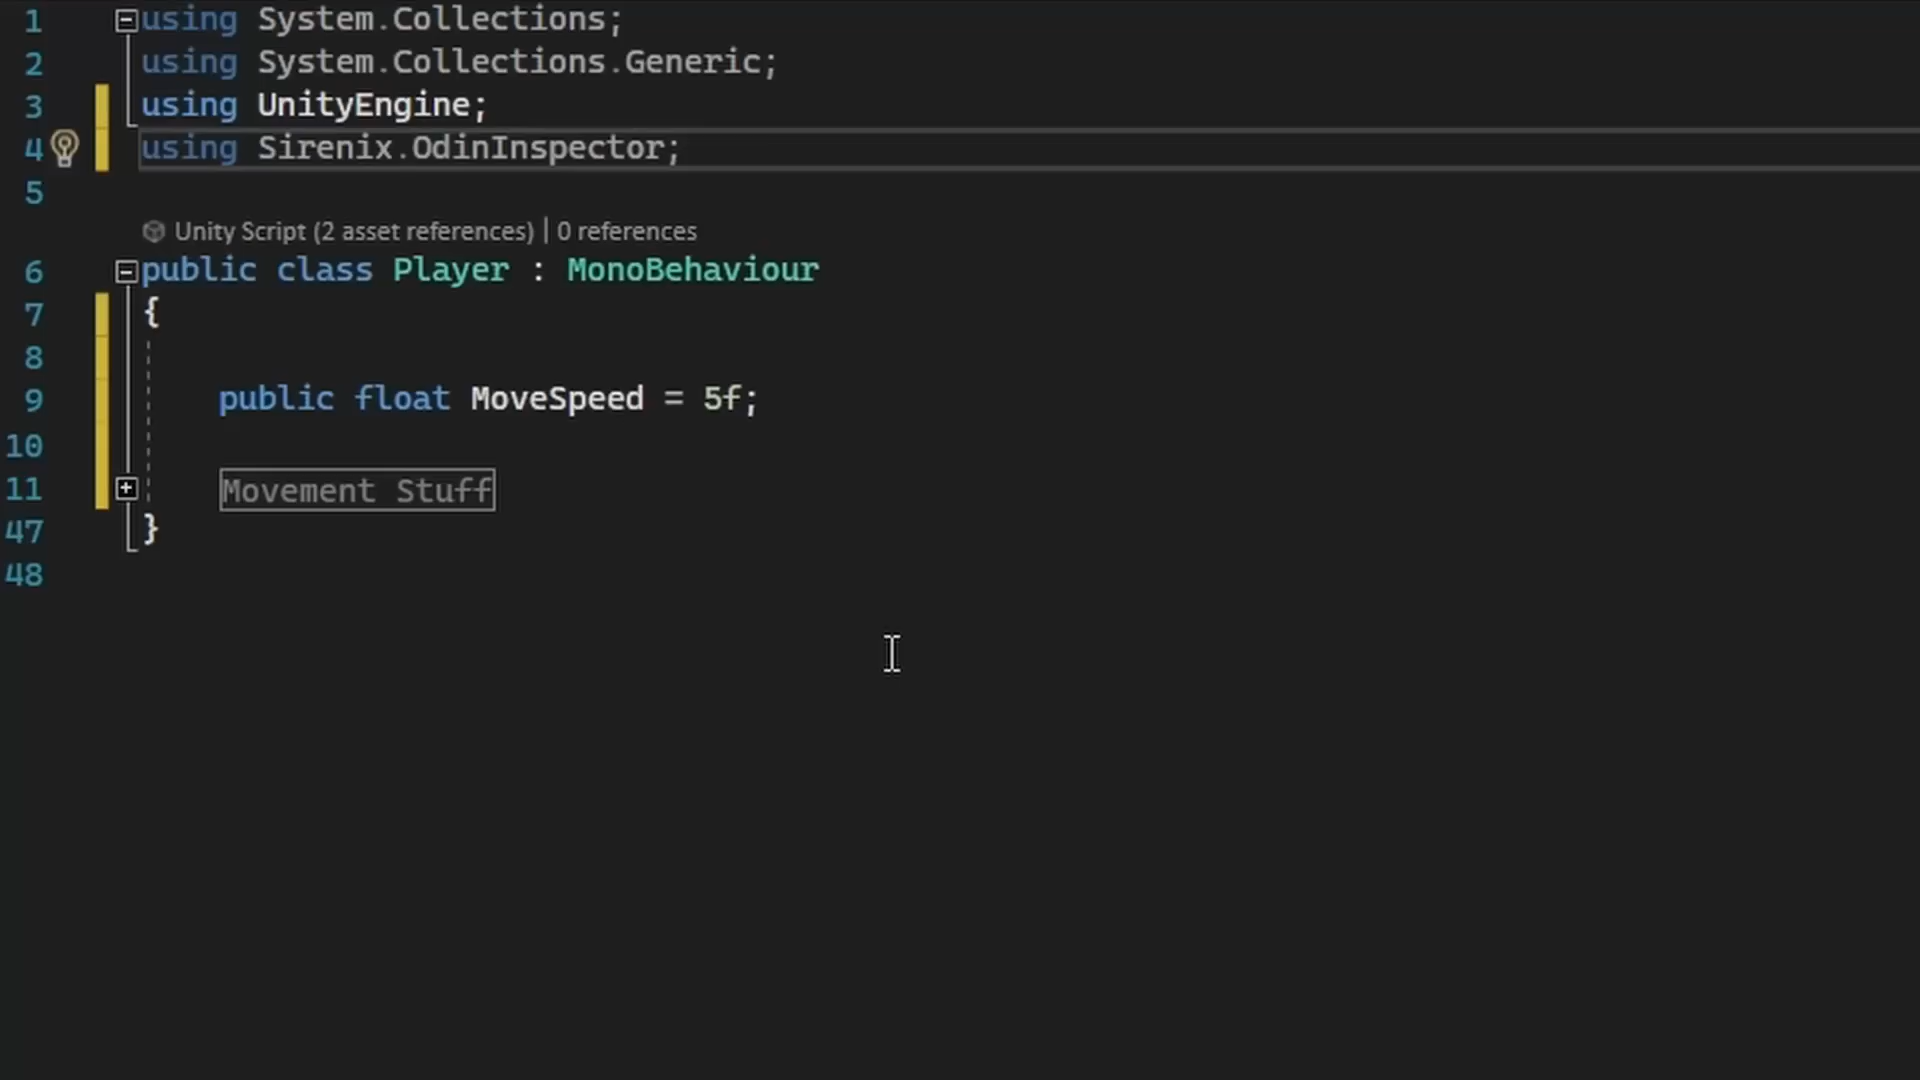 1 using System.Collections;
2 using System.Collections.Generic;
3 using UnityEngine;
4 using Sirenix.OdinInspector;
5
Unity Script (2 asset references) | 0 references
6 public class Player : MonoBehaviour
7 {
8
9 public float MoveSpeed = 5f;
10
11 Movement Stuff
47 }
48